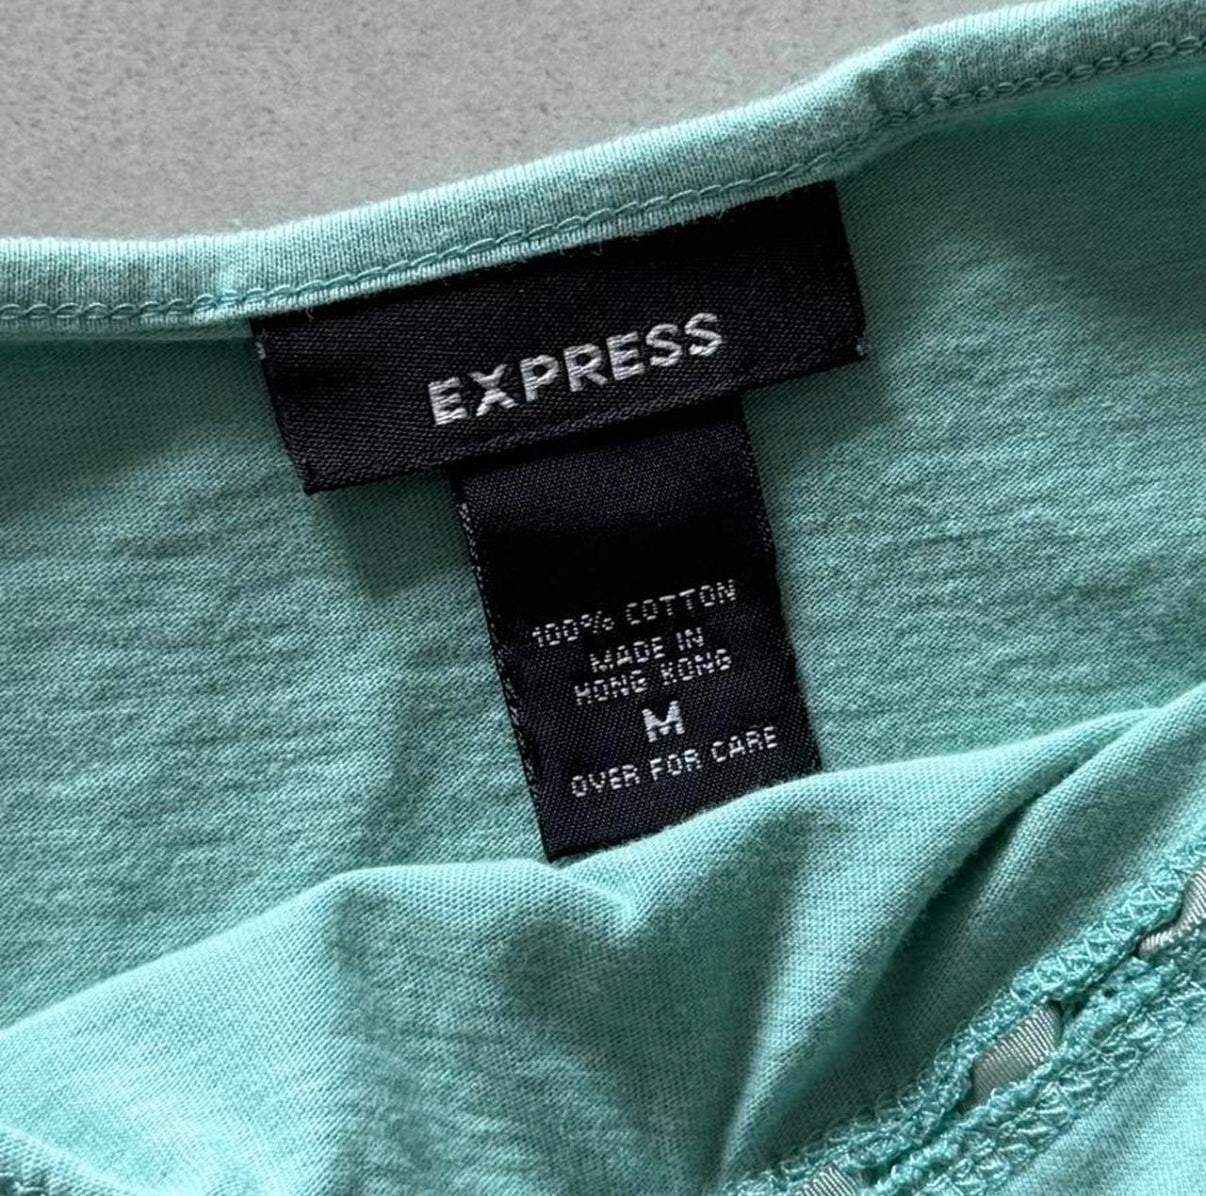 EXPRESS
100% COTTON
MADE IN
HONG KONG
M
OVER FOR CARE